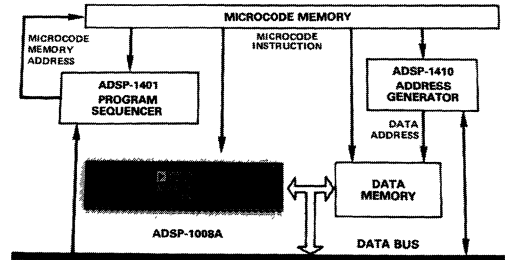 MICROCODE MEMORY
MICROCODE
MEMORY
ADDRESS
MICROCODE
INSTRUCTION
ADSP-1401
PROGRAM
SEQUENCER
ADSP-1410
ADDRESS
GENERATOR
DATA
ADDRESS
DATA
MEMORY
ADSP-1008A
DATA BUS